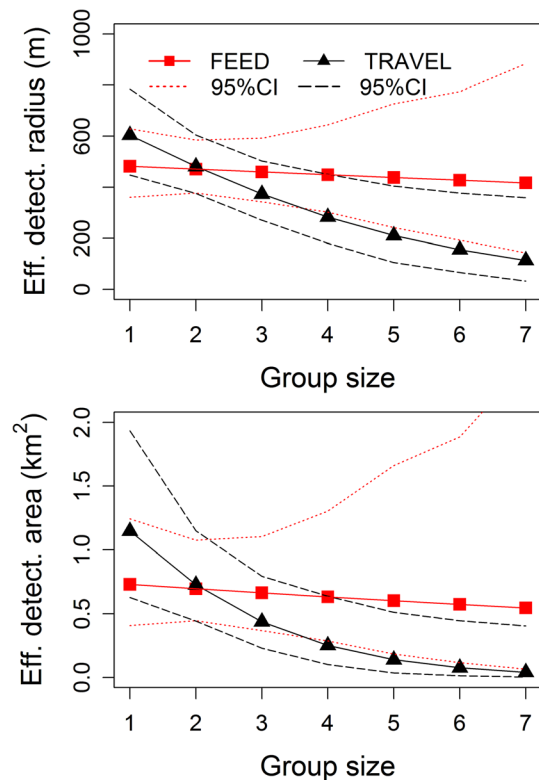 Eff. detect. radius (m)
1000
600
200
0
FEED TRAVEL
95%CI 95%CI
1 2 3 4 5 6 7
Group size
Eff. detect. area (km²)
2.0
1.5
1.0
0.5
0.0
1 2 3 4 5 6 7
Group size